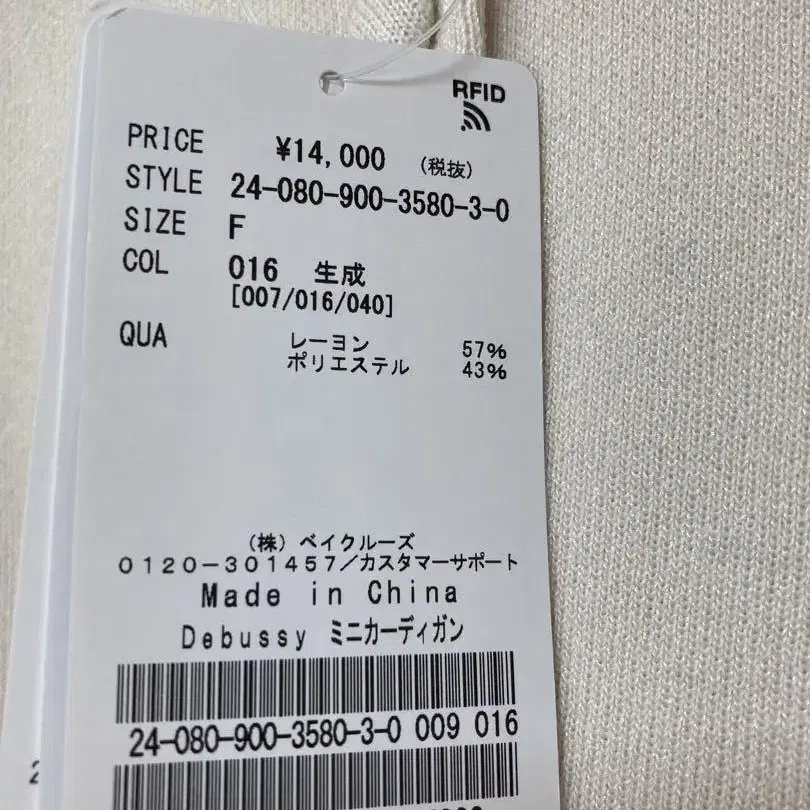 RFID
PRICE ¥14,000 (税抜)
STYLE 24-080-900-3580-3-0
SIZE F
COL 016 生成
[007/016/040]
QUA レーヨン 57%
ポリエステル 43%
(株) ベイクルーズ
0120-301457/カスタマーサポート
Made in China
Debussy ミニカーディガン
24-080-900-3580-3-0 009 016